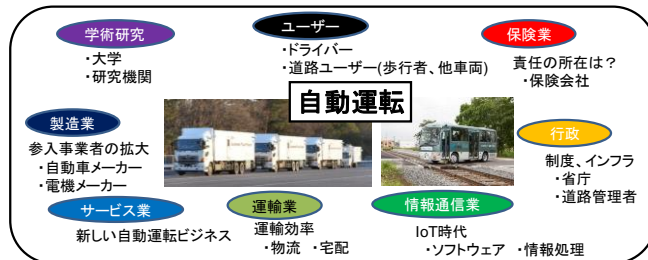 学術研究
・大学
・研究機関
ユーザー
・ドライバー
・道路ユーザー(歩行者、他車両)
保険業
責任の所在は?
・保険会社
自動運転
製造業
参入事業者の拡大
・自動車メーカー
・電機メーカー
行政
制度、インフラ
・省庁
・道路管理者
サービス業
新しい自動運転ビジネス
運輸業
運輸効率
・物流 ・宅配
情報通信業
IoT時代
・ソフトウェア ・情報処理